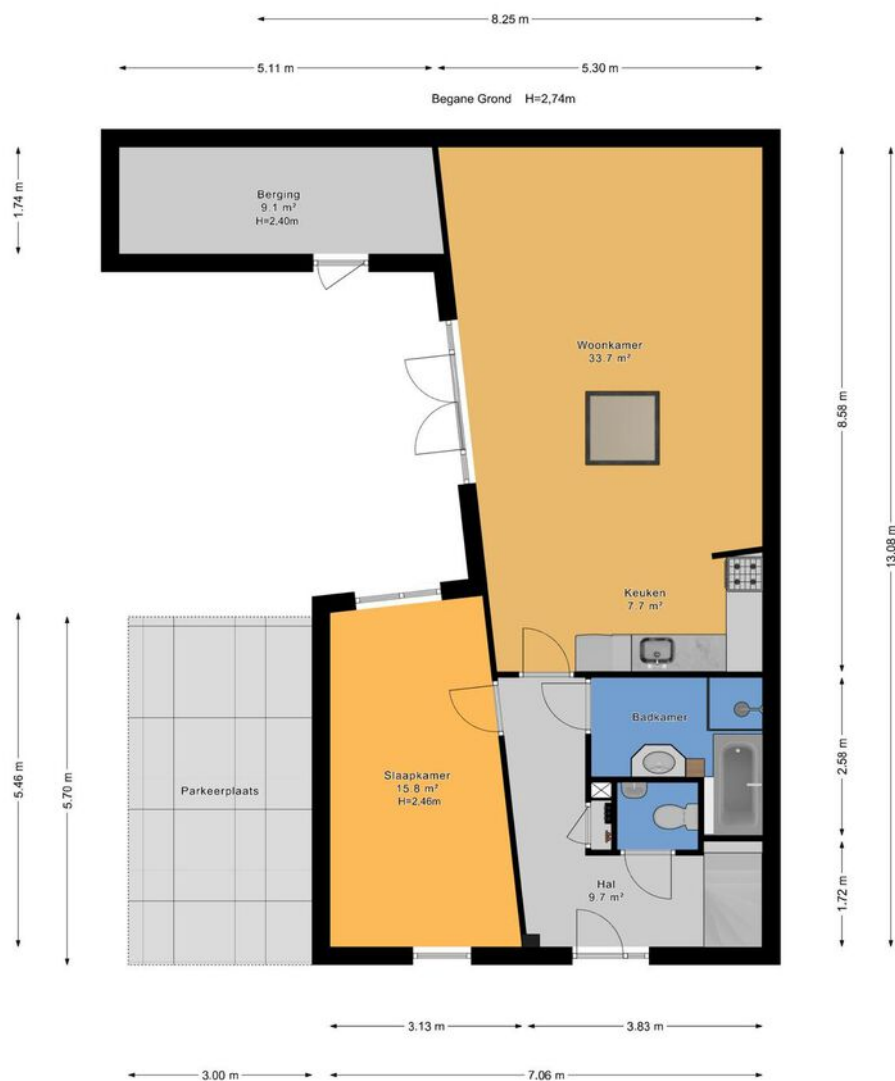 8.25 m
5.11 m
5.30 m
Begane Grond H=2,74m
1.74 m
Berging
9.1 m²
H=2,40m
Woonkamer
33.7 m²
8.58 m
13.08 m
Keuken
7.7 m²
Badkamer
2.58 m
5.46 m
5.70 m
Parkeerplaats
Slaapkamer
15.8 m²
H=2,46m
Hal
9.7 m²
1.72 m
3.13 m
3.83 m
3.00 m
7.06 m